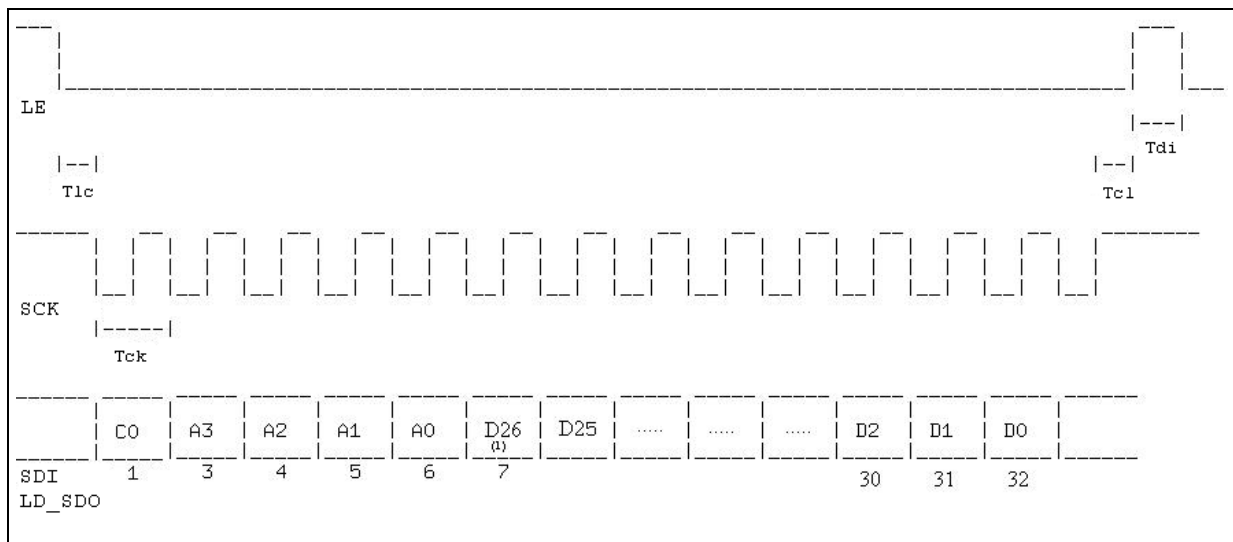 LE
Tdi
Tlc
Tcl
SCK
Tck
C0 A3 A2 A1 A0 D26 D25 ..... ..... ..... D2 D1 D0
(1)
SDI 1 3 4 5 6 7 30 31 32
LD_SDO